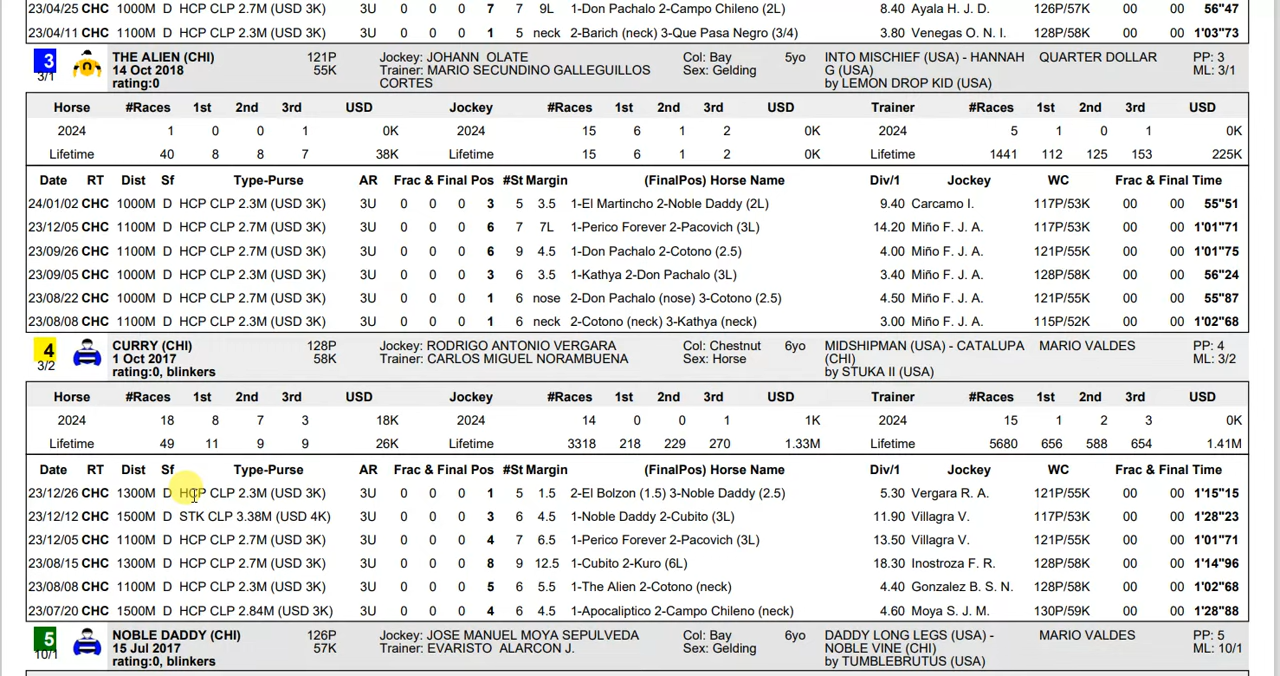 23/04/25 CHC 1000M D HCP CLP 2.7M (USD 3K) 3U 0 0 0 7 7 9L 1-Don Pachalo 2-Campo Chileno (2L) 8.40 Ayala H. J. D. 126P/57K 00 00 56"47
23/04/11 CHC 1100M D HCP CLP 2.3M (USD 3K) 3U 0 0 0 1 5 neck 2-Barich (neck) 3-Que Pasa Negro (3/4) 3.80 Venegas O. N. I. 128P/58K 00 00 1'03"73
3 THE ALIEN (CHI) 121P Jockey: JOHANN OLATE Col: Bay 5yo INTO MISCHIEF (USA) - HANNAH QUARTER DOLLAR PP: 3
3/1 14 Oct 2018 55K Trainer: MARIO SECUNDINO GALLEGUILLOS Sex: Gelding G (USA) ML: 3/1
rating:0 CORTES by LEMON DROP KID (USA)
Horse #Races 1st 2nd 3rd USD Jockey #Races 1st 2nd 3rd USD Trainer #Races 1st 2nd 3rd USD
2024 1 0 0 1 0K 2024 15 6 1 2 0K 2024 5 1 0 1 0K
Lifetime 40 8 8 7 38K Lifetime 15 6 1 2 0K Lifetime 1441 112 125 153 225K
Date RT Dist Sf Type-Purse AR Frac & Final Pos #St Margin (FinalPos) Horse Name Div/1 Jockey WC Frac & Final Time
24/01/02 CHC 1000M D HCP CLP 2.3M (USD 3K) 3U 0 0 0 3 5 3.5 1-El Martincho 2-Noble Daddy (2L) 9.40 Carcamo I. 117P/53K 00 00 55"51
23/12/05 CHC 1100M D HCP CLP 2.7M (USD 3K) 3U 0 0 0 6 7 7L 1-Perico Forever 2-Pacovich (3L) 14.20 Miño F. J. A. 117P/53K 00 00 1'01"71
23/09/26 CHC 1100M D HCP CLP 2.7M (USD 3K) 3U 0 0 0 6 9 4.5 1-Don Pachalo 2-Cotono (2.5) 4.00 Miño F. J. A. 121P/55K 00 00 1'01"75
23/09/05 CHC 1000M D HCP CLP 2.3M (USD 3K) 3U 0 0 0 3 6 3.5 1-Kathya 2-Don Pachalo (3L) 3.40 Miño F. J. A. 128P/58K 00 00 56"24
23/08/22 CHC 1000M D HCP CLP 2.7M (USD 3K) 3U 0 0 0 1 6 nose 2-Don Pachalo (nose) 3-Cotono (2.5) 4.50 Miño F. J. A. 121P/55K 00 00 55"87
23/08/08 CHC 1100M D HCP CLP 2.3M (USD 3K) 3U 0 0 0 1 6 neck 2-Cotono (neck) 3-Kathya (neck) 3.00 Miño F. J. A. 115P/52K 00 00 1'02"68
4 CURRY (CHI) 128P Jockey: RODRIGO ANTONIO VERGARA Col: Chestnut 6yo MIDSHIPMAN (USA) - CATALUPA MARIO VALDES PP: 4
3/2 1 Oct 2017 58K Trainer: CARLOS MIGUEL NORAMBUENA Sex: Horse (CHI) ML: 3/2
rating:0, blinkers by STUKA II (USA)
Horse #Races 1st 2nd 3rd USD Jockey #Races 1st 2nd 3rd USD Trainer #Races 1st 2nd 3rd USD
2024 18 8 7 3 18K 2024 14 0 0 1 1K 2024 15 1 2 3 0K
Lifetime 49 11 9 9 26K Lifetime 3318 218 229 270 1.33M Lifetime 5680 656 588 654 1.41M
Date RT Dist Sf Type-Purse AR Frac & Final Pos #St Margin (FinalPos) Horse Name Div/1 Jockey WC Frac & Final Time
23/12/26 CHC 1300M D HCP CLP 2.3M (USD 3K) 3U 0 0 0 1 5 1.5 2-El Bolzon (1.5) 3-Noble Daddy (2.5) 5.30 Vergara R. A. 121P/55K 00 00 1'15"15
23/12/12 CHC 1500M D STK CLP 3.38M (USD 4K) 3U 0 0 0 3 6 4.5 1-Noble Daddy 2-Cubito (3L) 11.90 Villagra V. 117P/53K 00 00 1'28"23
23/12/05 CHC 1100M D HCP CLP 2.7M (USD 3K) 3U 0 0 0 4 7 6.5 1-Perico Forever 2-Pacovich (3L) 13.50 Villagra V. 121P/55K 00 00 1'01"71
23/08/15 CHC 1300M D HCP CLP 2.7M (USD 3K) 3U 0 0 0 8 9 12.5 1-Cubito 2-Kuro (6L) 18.30 Inostroza F. R. 128P/58K 00 00 1'14"96
23/08/08 CHC 1100M D HCP CLP 2.7M (USD 3K) 3U 0 0 0 5 6 5.5 1-The Alien 2-Cotono (neck) 4.40 Gonzalez B. S. N. 128P/58K 00 00 1'02"68
23/07/20 CHC 1500M D HCP CLP 2.84M (USD 3K) 3U 0 0 0 4 6 4.5 1-Apocaliptico 2-Campo Chileno (neck) 4.60 Moya S. J. M. 130P/59K 00 00 1'28"88
5 NOBLE DADDY (CHI) 126P Jockey: JOSE MANUEL MOYA SEPULVEDA Col: Bay 6yo DADDY LONG LEGS (USA) - MARIO VALDES PP: 5
10/1 15 Jul 2017 57K Trainer: EVARISTO ALARCON J. Sex: Gelding NOBLE VINE (CHI) ML: 10/1
rating:0, blinkers by TUMBLEBRUTUS (USA)